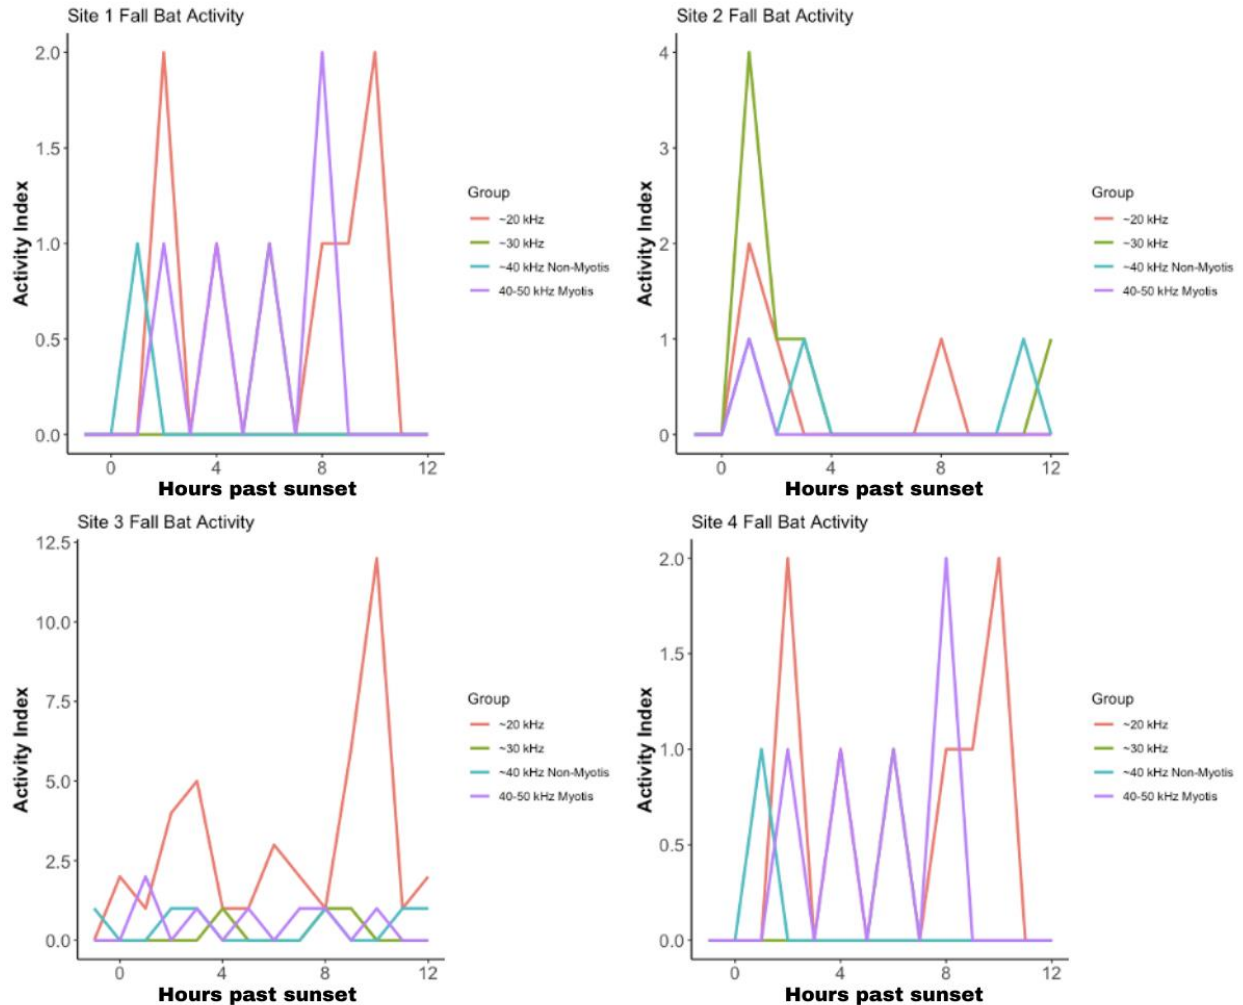 Site 1 Fall Bat Activity
2.0
1.5
1.0
0.5
0.0
Activity Index
0 4 8 12
Hours past sunset
Group
~20 kHz
~30 kHz
~40 kHz Non-Myotis
40-50 kHz Myotis
Site 2 Fall Bat Activity
4
3
2
1
0
Activity Index
0 4 8 12
Hours past sunset
Group
~20 kHz
~30 kHz
~40 kHz Non-Myotis
40-50 kHz Myotis
Site 3 Fall Bat Activity
12.5
10.0
7.5
5.0
2.5
0.0
Activity Index
0 4 8 12
Hours past sunset
Group
~20 kHz
~30 kHz
~40 kHz Non-Myotis
40-50 kHz Myotis
Site 4 Fall Bat Activity
2.0
1.5
1.0
0.5
0.0
Activity Index
0 4 8 12
Hours past sunset
Group
~20 kHz
~30 kHz
~40 kHz Non-Myotis
40-50 kHz Myotis